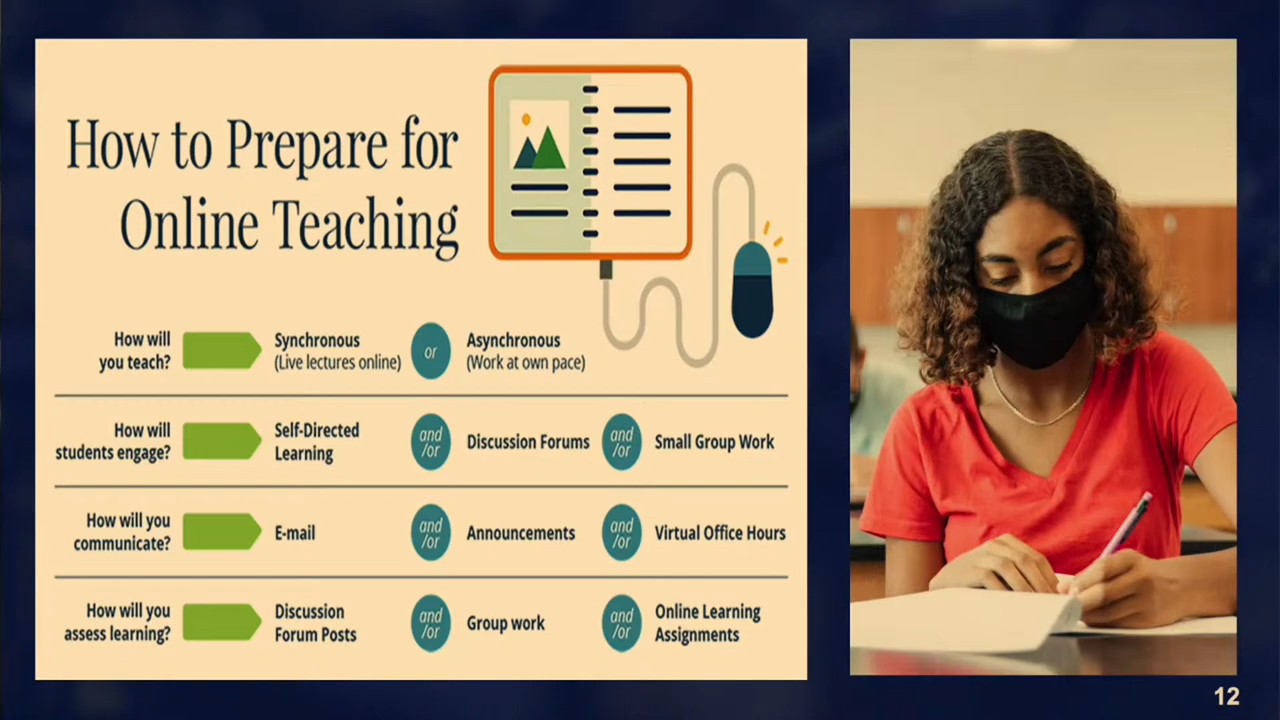 How to Prepare for
Online Teaching
How will
you teach?
Synchronous
(Live lectures online)
or
Asynchronous
(Work at own pace)
How will
students engage?
Self-Directed
Learning
and
/or
Discussion Forums
and
/or
Small Group Work
How will you
communicate?
E-mail
and
/or
Announcements
and
/or
Virtual Office Hours
How will you
assess learning?
Discussion
Forum Posts
and
/or
Group work
and
/or
Online Learning
Assignments
12